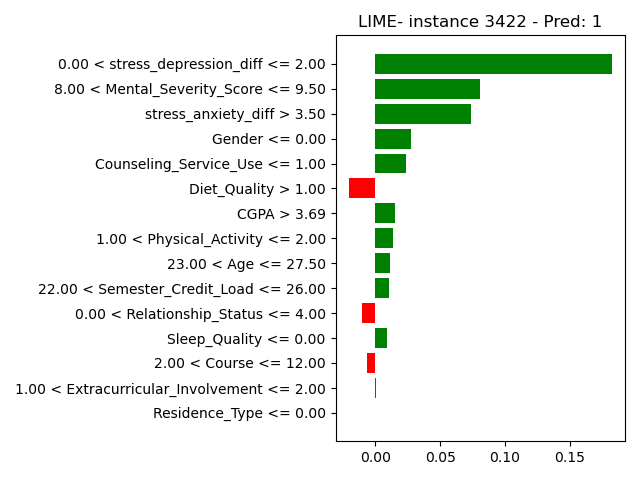 LIME- instance 3422 - Pred: 1
0.00 < stress_depression_diff <= 2.00
8.00 < Mental_Severity_Score <= 9.50
stress_anxiety_diff > 3.50
Gender <= 0.00
Counseling_Service_Use <= 1.00
Diet_Quality > 1.00
CGPA > 3.69
1.00 < Physical_Activity <= 2.00
23.00 < Age <= 27.50
22.00 < Semester_Credit_Load <= 26.00
0.00 < Relationship_Status <= 4.00
Sleep_Quality <= 0.00
2.00 < Course <= 12.00
1.00 < Extracurricular_Involvement <= 2.00
Residence_Type <= 0.00
0.00 0.05 0.10 0.15